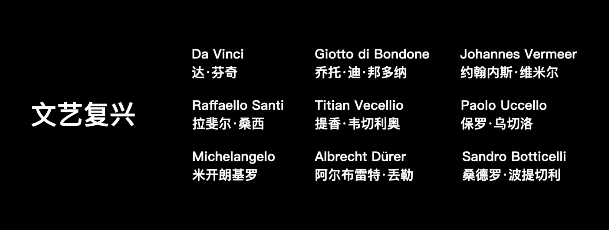 文艺复兴
Da Vinci
达·芬奇
Giotto di Bondone
乔托·迪·邦多纳
Johannes Vermeer
约翰内斯·维米尔
Raffaello Santi
拉斐尔·桑西
Titian Vecellio
提香·韦切利奥
Paolo Uccello
保罗·乌切洛
Michelangelo
米开朗基罗
Albrecht Dürer
阿尔布雷特·丢勒
Sandro Botticelli
桑德罗·波提切利